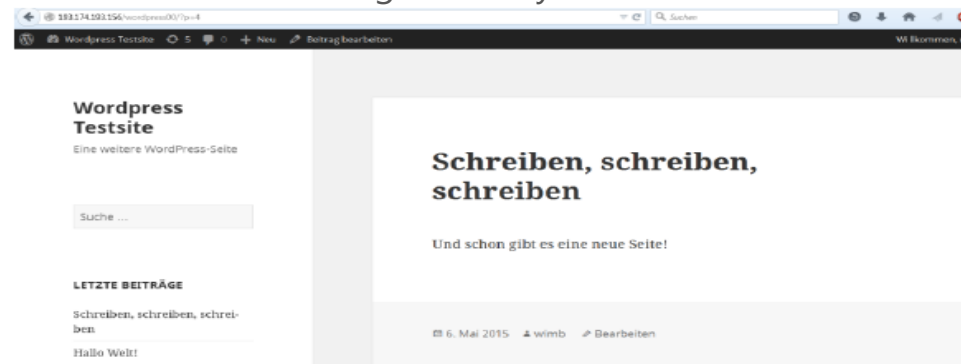 193.174.193.156/wordpress00/?p=4
Suchen
Wordpress Testsite 5 0 + Neu Beitrag bearbeiten
Willkommen,
Wordpress
Testsite
Eine weitere WordPress-Seite
Suche ...
LETZTE BEITRÄGE
Schreiben, schreiben, schrei-
ben
Hallo Welt!
Schreiben, schreiben,
schreiben
Und schon gibt es eine neue Seite!
6. Mai 2015 wimb Bearbeiten